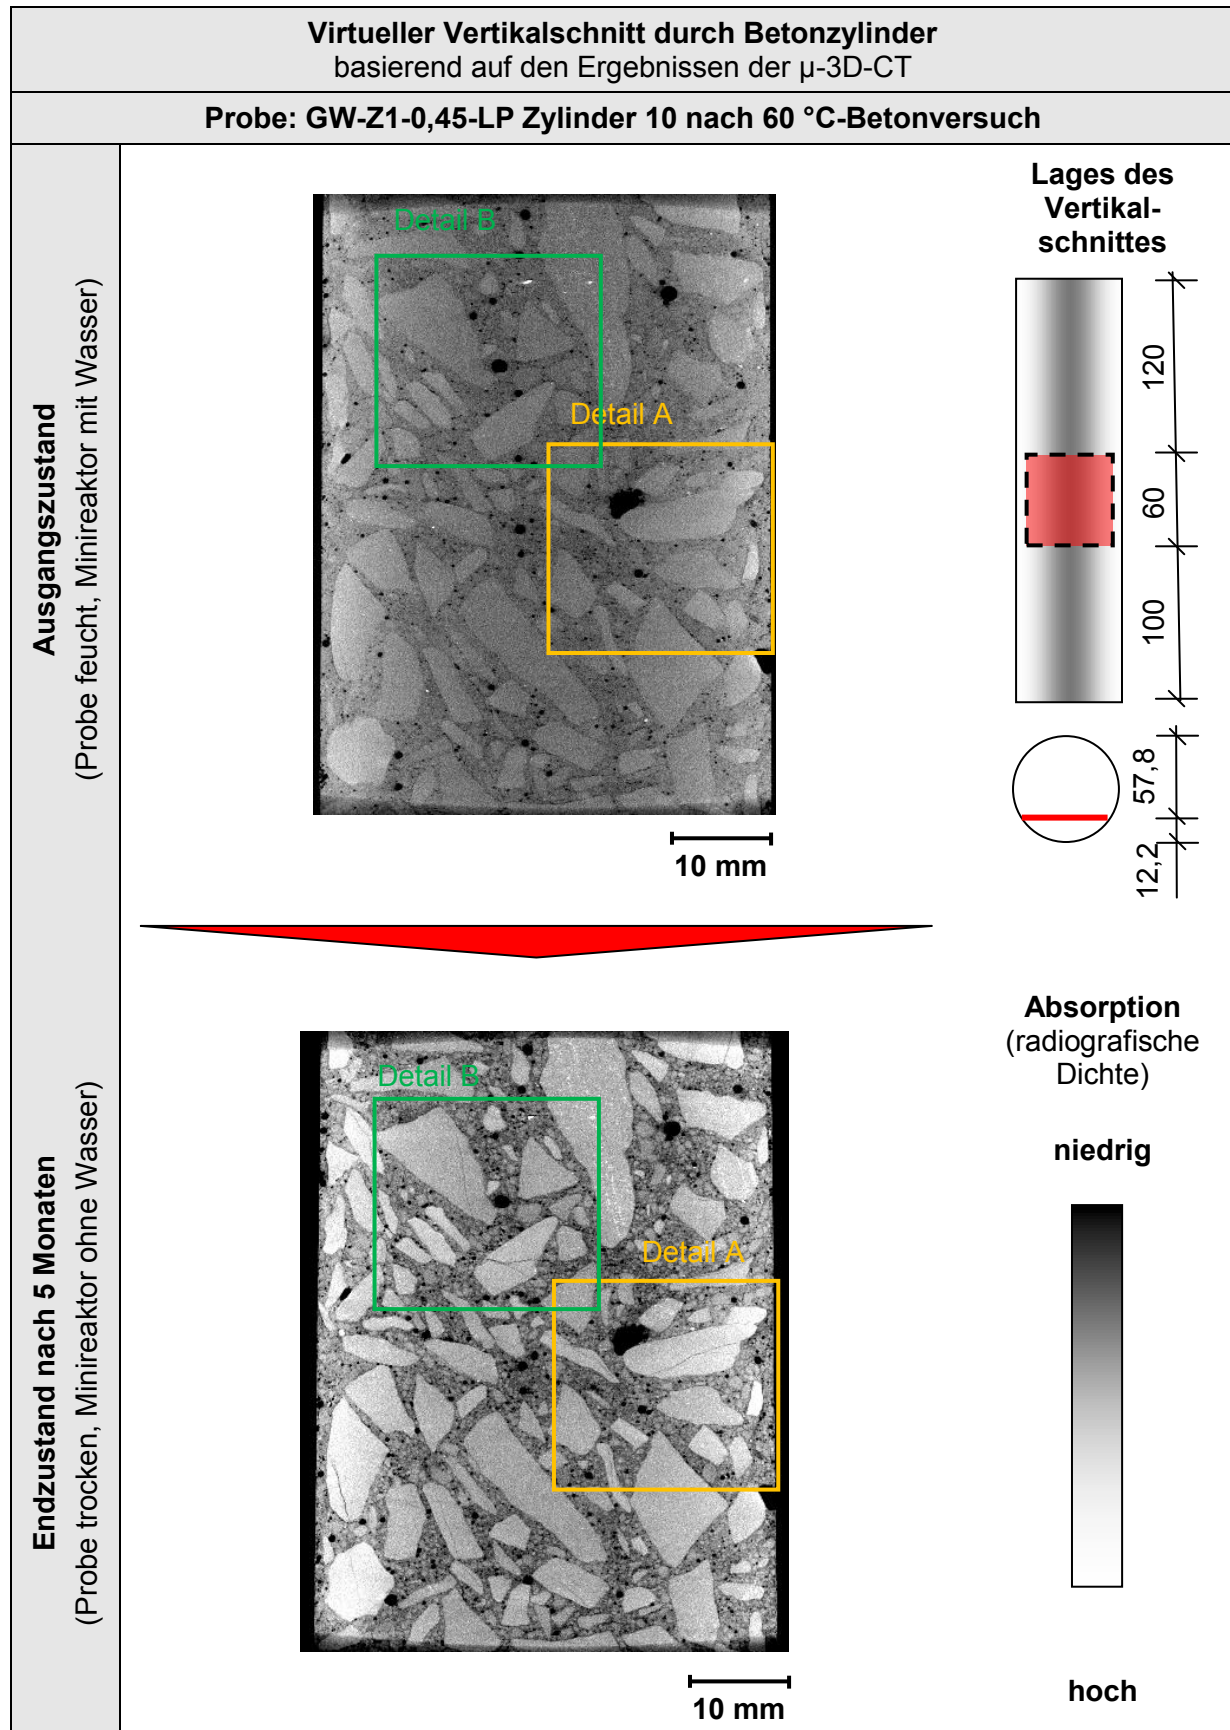 Virtueller Vertikalschnitt durch Betonzylinder
basierend auf den Ergebnissen der µ-3D-CT
Probe: GW-Z1-0,45-LP Zylinder 10 nach 60 °C-Betonversuch
Ausgangszustand
(Probe feucht, Minireaktor mit Wasser)
Detail B
Detail A
10 mm
Lages des
Vertikal-
schnittes
120
60
100
57,8
12,2
Endzustand nach 5 Monaten
(Probe trocken, Minireaktor ohne Wasser)
Detail B
Detail A
10 mm
Absorption
(radiografische
Dichte)
niedrig
hoch